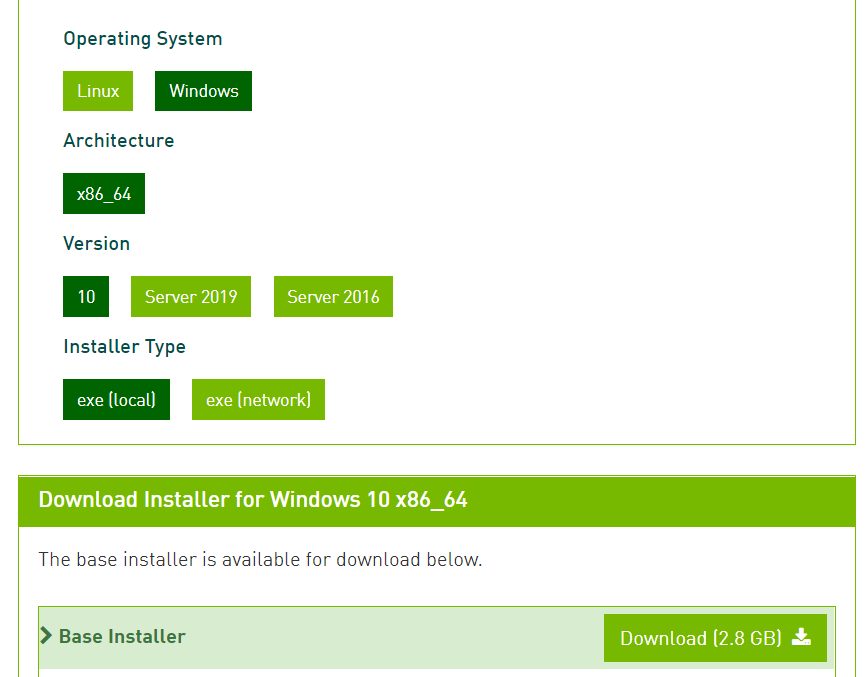 Operating System
Linux Windows
Architecture
x86_64
Version
10 Server 2019 Server 2016
Installer Type
exe (local) exe (network)
Download Installer for Windows 10 x86_64
The base installer is available for download below.
Base Installer Download (2.8 GB)